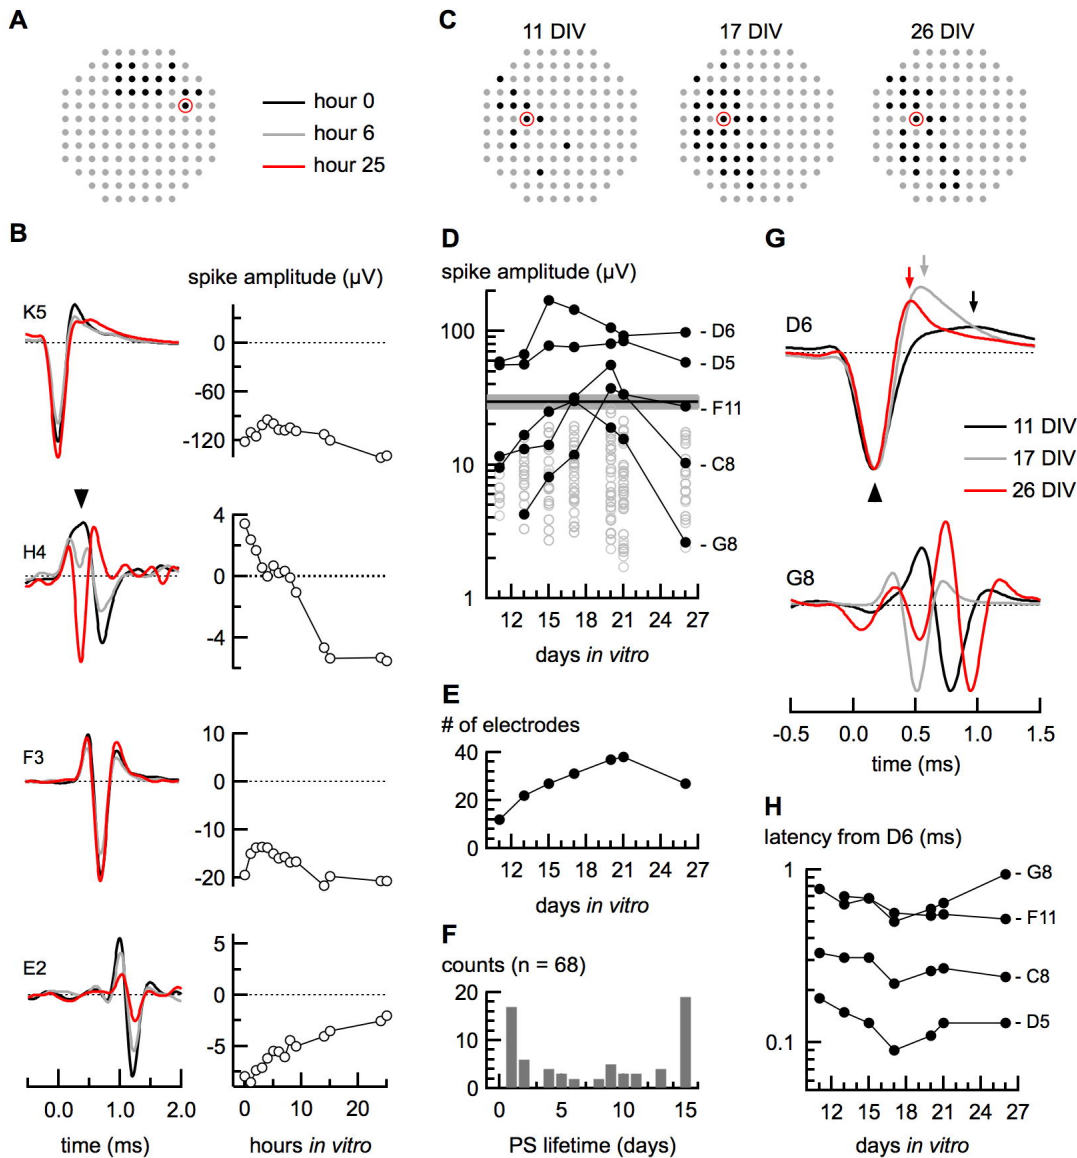 A
hour 0
hour 6
hour 25
B
spike amplitude (µV)
K5
0
-60
-120
H4
4
0
-4
F3
10
0
-10
-20
E2
5
0
-5
0.0 1.0 2.0
time (ms)
0 10 20
hours in vitro
C
11 DIV
17 DIV
26 DIV
D
spike amplitude (µV)
100
10
1
- D6
- D5
- F11
- C8
- G8
12 15 18 21 24 27
days in vitro
E
# of electrodes
40
20
0
12 15 18 21 24 27
days in vitro
F
counts (n = 68)
20
10
0
0 5 10 15
PS lifetime (days)
G
D6
11 DIV
17 DIV
26 DIV
G8
-0.5 0.0 0.5 1.0 1.5
time (ms)
H
latency from D6 (ms)
1
0.1
- G8
- F11
- C8
- D5
12 15 18 21 24 27
days in vitro